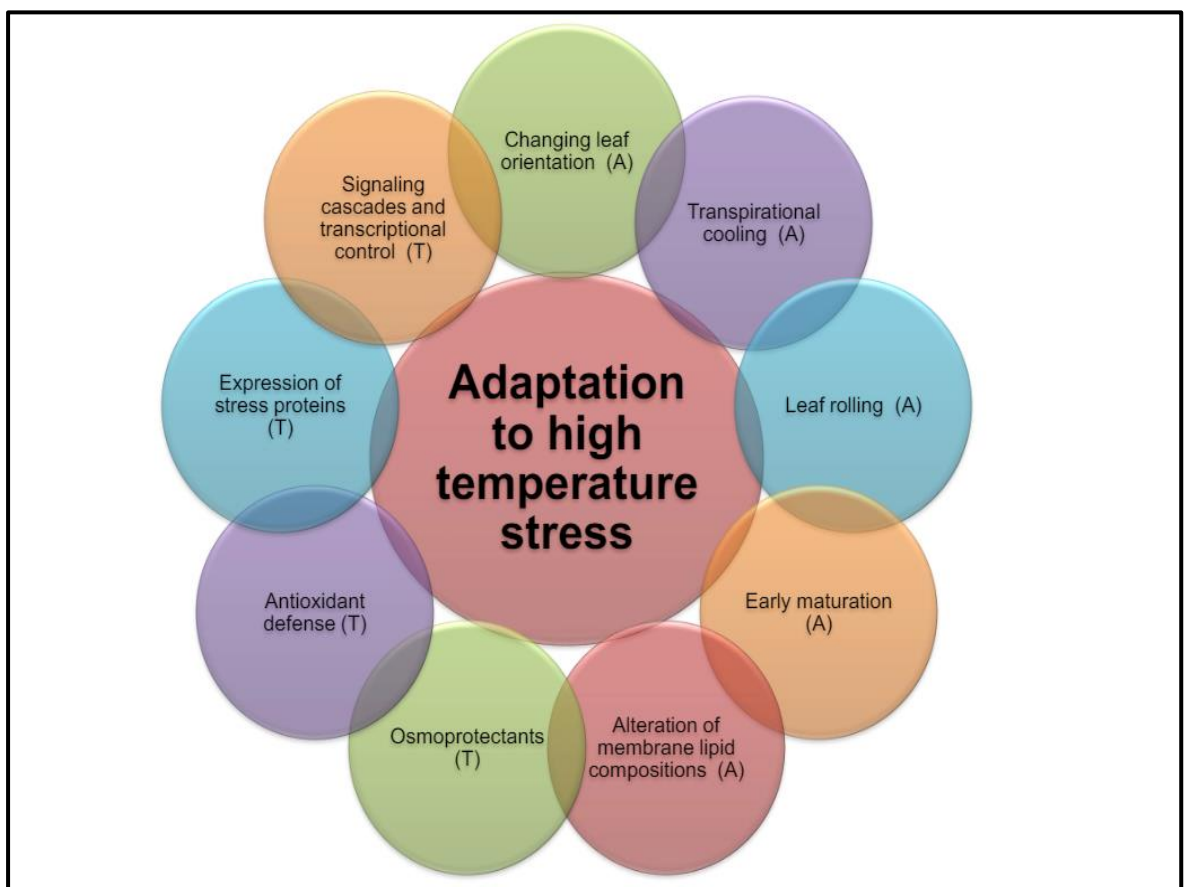 Changing leaf
orientation (A)
Transpirational
cooling (A)
Leaf rolling (A)
Early maturation
(A)
Alteration of
membrane lipid
compositions (A)
Osmoprotectants
(T)
Antioxidant
defense (T)
Expression of
stress proteins
(T)
Signaling
cascades and
transcriptional
control (T)
Adaptation
to high
temperature
stress